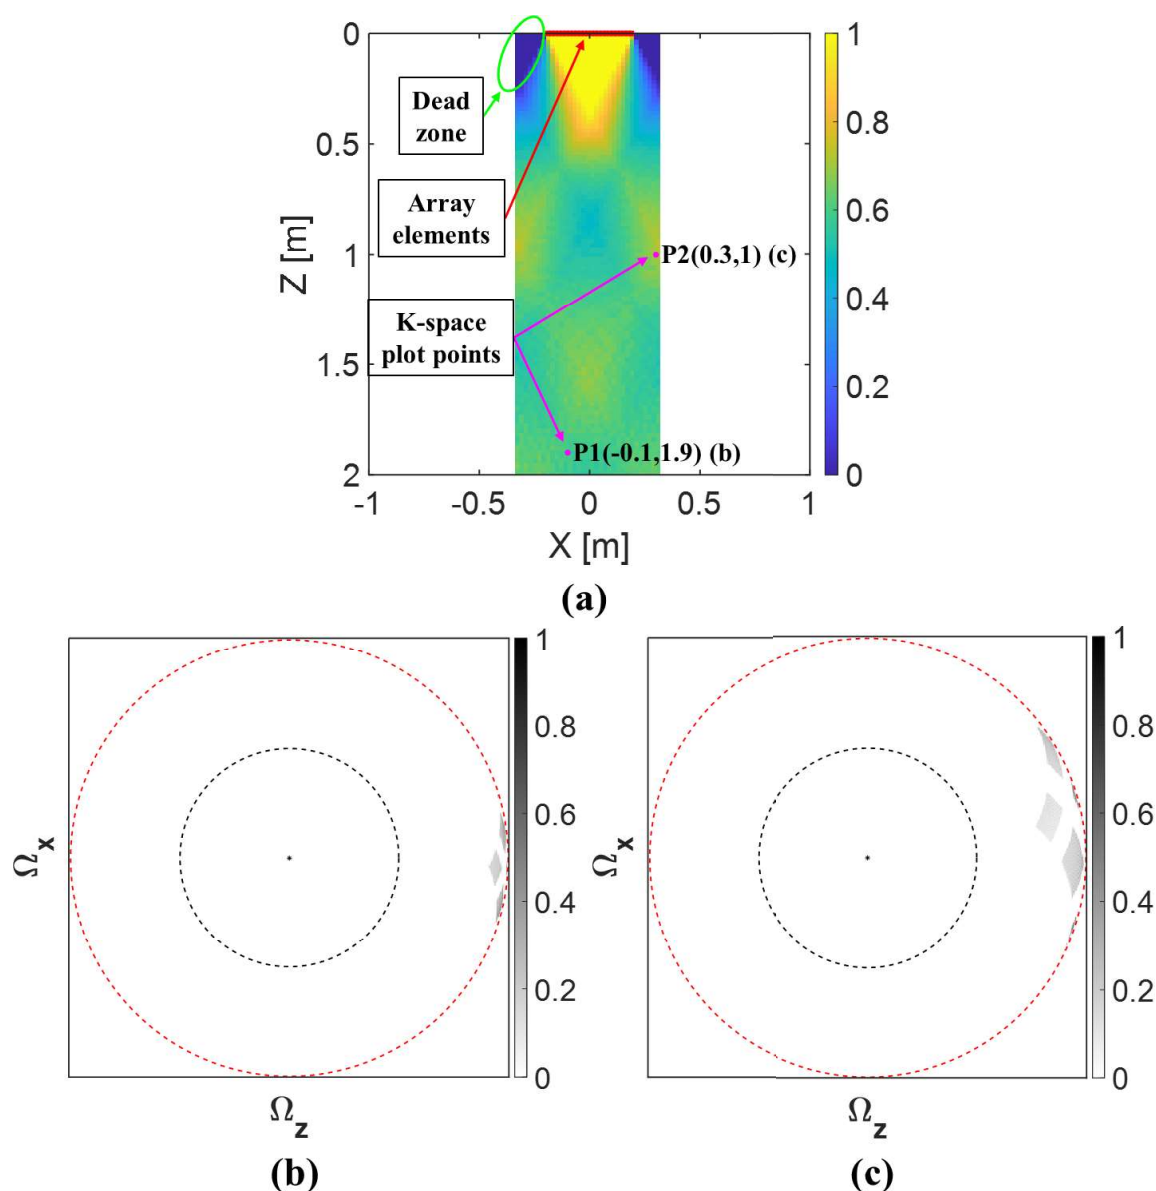 0
0.5
1
1.5
2
Z [m]
-1
-0.5
0
0.5
1
X [m]
1
0.8
0.6
0.4
0.2
0
Dead
zone
Array
elements
K-space
plot points
P2(0.3,1) (c)
P1(-0.1,1.9) (b)
(a)
Ωx
Ωz
1
0.8
0.6
0.4
0.2
0
(b)
Ωx
Ωz
1
0.8
0.6
0.4
0.2
0
(c)